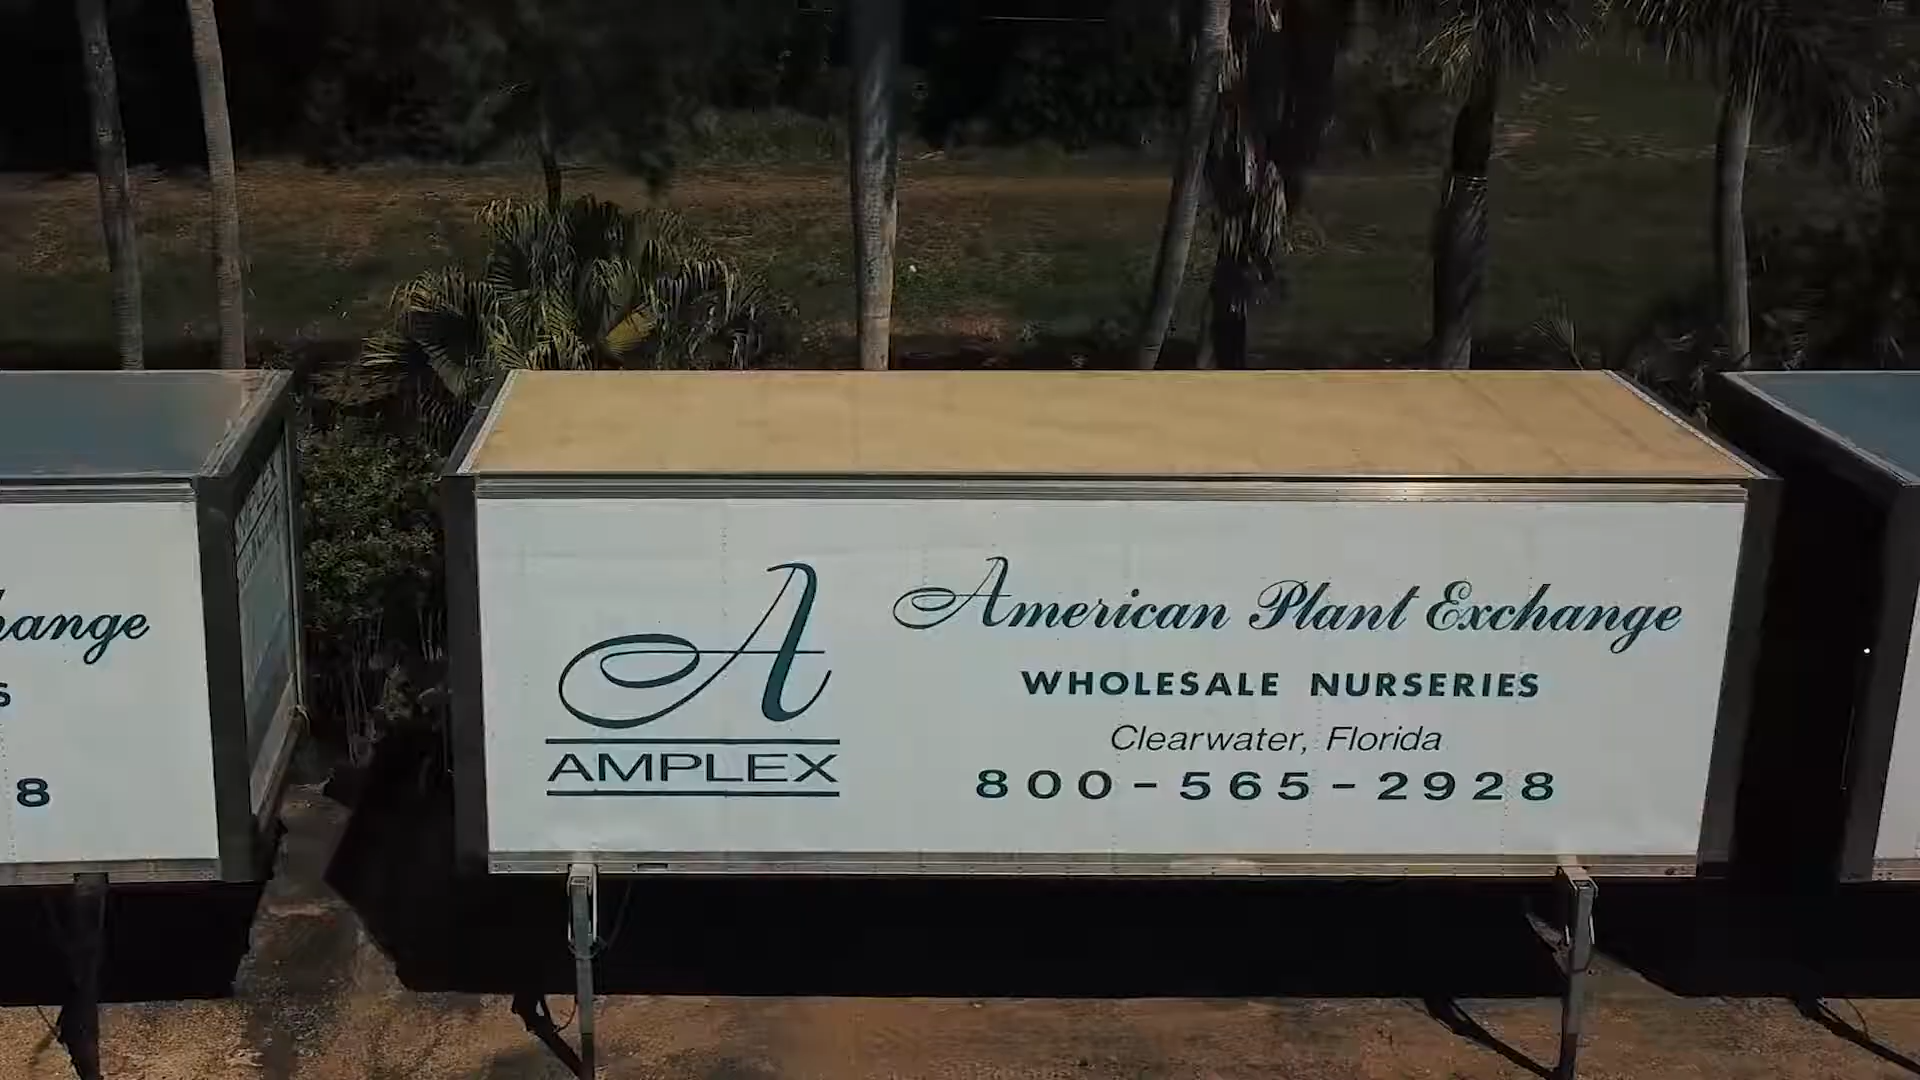 hange
S
8
A
AMPLEX
American Plant Exchange
WHOLESALE NURSERIES
Clearwater, Florida
800-565-2928